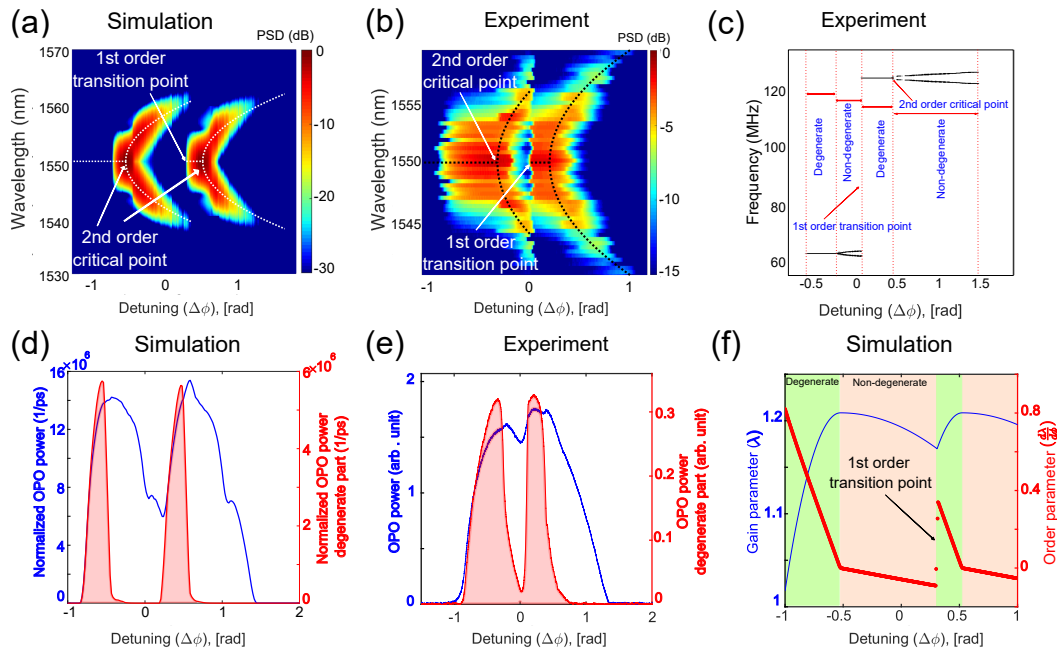 (a)
Simulation
PSD (dB)
1st order
transition point
2nd order
critical point
Wavelength (nm)
1570
1560
1550
1540
1530
-1
0
1
Detuning (Δϕ), [rad]
0
-10
-20
-30
(b)
Experiment
PSD (dB)
2nd order
critical point
1st order
transition point
Wavelength (nm)
1555
1550
1545
-1
0
1
Detuning (Δϕ), [rad]
0
-5
-10
-15
(c)
Experiment
2nd order critical point
Degenerate
Non-degenerate
Degenerate
Non-degenerate
1st order transition point
Frequency (MHz)
120
100
80
60
-0.5
0
0.5
1
1.5
Detuning (Δϕ), [rad]
(d)
Simulation
×10⁶
16
14
12
8
4
0
Normalized OPO power (1/ps)
×10⁶
6
4
2
0
Normalized OPO power
degenerate part (1/ps)
-1
0
1
2
Detuning (Δϕ), [rad]
(e)
Experiment
2
1
0
OPO power (arb. unit)
0.3
0.2
0.1
0
OPO power
degenerate part (arb. unit)
-1
0
1
2
Detuning (Δϕ), [rad]
(f)
Simulation
Degenerate
Non-degenerate
1st order
transition point
1.2
1.1
1
Gain parameter (λ)
0.8
0.4
0
Order parameter
-1
-0.5
0
0.5
1
Detuning (Δϕ), [rad]